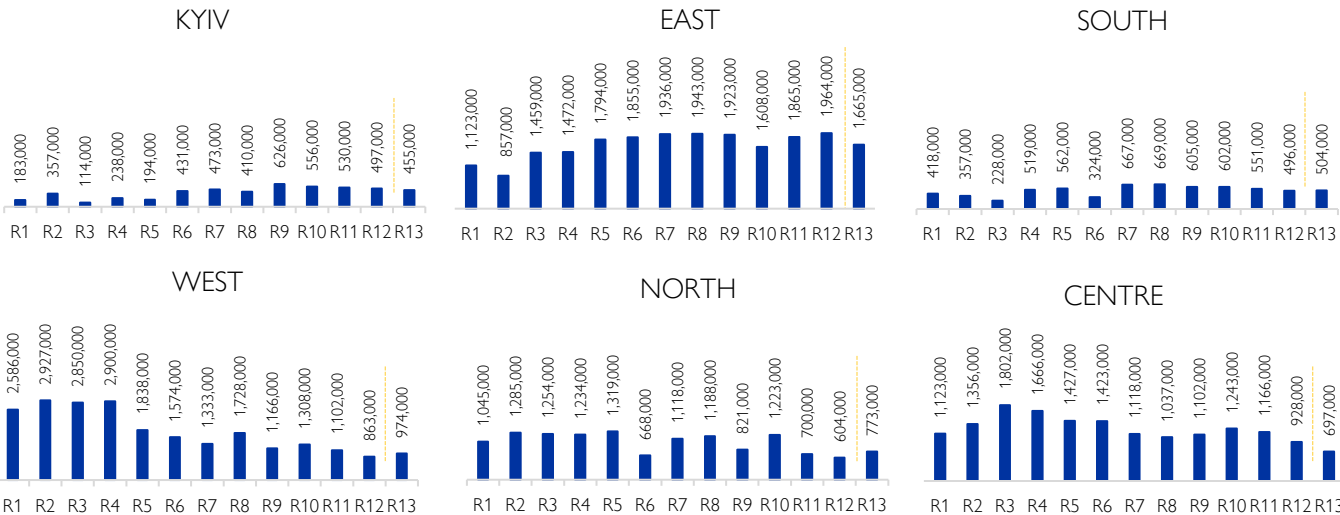 KYIV
183,000 357,000 114,000 238,000 194,000 431,000 473,000 410,000 626,000 556,000 530,000 497,000 455,000
R1 R2 R3 R4 R5 R6 R7 R8 R9 R10 R11 R12 R13
EAST
1,123,000 857,000 1,459,000 1,472,000 1,794,000 1,855,000 1,936,000 1,943,000 1,923,000 1,608,000 1,865,000 1,964,000 1,665,000
R1 R2 R3 R4 R5 R6 R7 R8 R9 R10 R11 R12 R13
SOUTH
418,000 357,000 228,000 519,000 562,000 324,000 667,000 669,000 605,000 602,000 551,000 496,000 504,000
R1 R2 R3 R4 R5 R6 R7 R8 R9 R10 R11 R12 R13
WEST
2,586,000 2,927,000 2,850,000 2,900,000 1,838,000 1,574,000 1,333,000 1,728,000 1,166,000 1,308,000 1,102,000 863,000 974,000
R1 R2 R3 R4 R5 R6 R7 R8 R9 R10 R11 R12 R13
NORTH
1,045,000 1,285,000 1,254,000 1,234,000 1,319,000 668,000 1,118,000 1,188,000 821,000 1,223,000 700,000 604,000 773,000
R1 R2 R3 R4 R5 R6 R7 R8 R9 R10 R11 R12 R13
CENTRE
1,123,000 1,356,000 1,802,000 1,666,000 1,427,000 1,423,000 1,118,000 1,037,000 1,102,000 1,243,000 1,166,000 928,000 697,000
R1 R2 R3 R4 R5 R6 R7 R8 R9 R10 R11 R12 R13